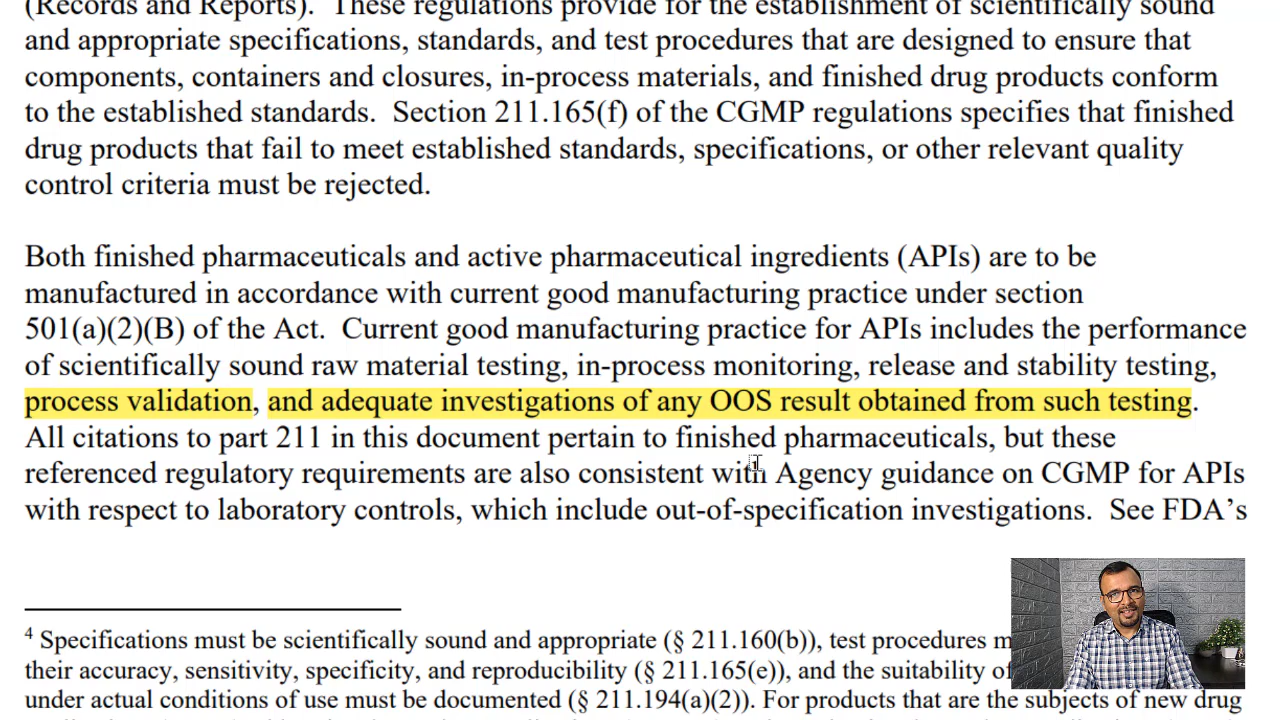 (Records and Reports). These regulations provide for the establishment of scientifically sound
and appropriate specifications, standards, and test procedures that are designed to ensure that
components, containers and closures, in-process materials, and finished drug products conform
to the established standards. Section 211.165(f) of the CGMP regulations specifies that finished
drug products that fail to meet established standards, specifications, or other relevant quality
control criteria must be rejected.
Both finished pharmaceuticals and active pharmaceutical ingredients (APIs) are to be
manufactured in accordance with current good manufacturing practice under section
501(a)(2)(B) of the Act. Current good manufacturing practice for APIs includes the performance
of scientifically sound raw material testing, in-process monitoring, release and stability testing,
process validation, and adequate investigations of any OOS result obtained from such testing.
All citations to part 211 in this document pertain to finished pharmaceuticals, but these
referenced regulatory requirements are also consistent with Agency guidance on CGMP for APIs
with respect to laboratory controls, which include out-of-specification investigations. See FDA’s
4 Specifications must be scientifically sound and appropriate (§ 211.160(b)), test procedures
their accuracy, sensitivity, specificity, and reproducibility (§ 211.165(e)), and the suitability of
under actual conditions of use must be documented (§ 211.194(a)(2)). For products that are the subjects of new drug